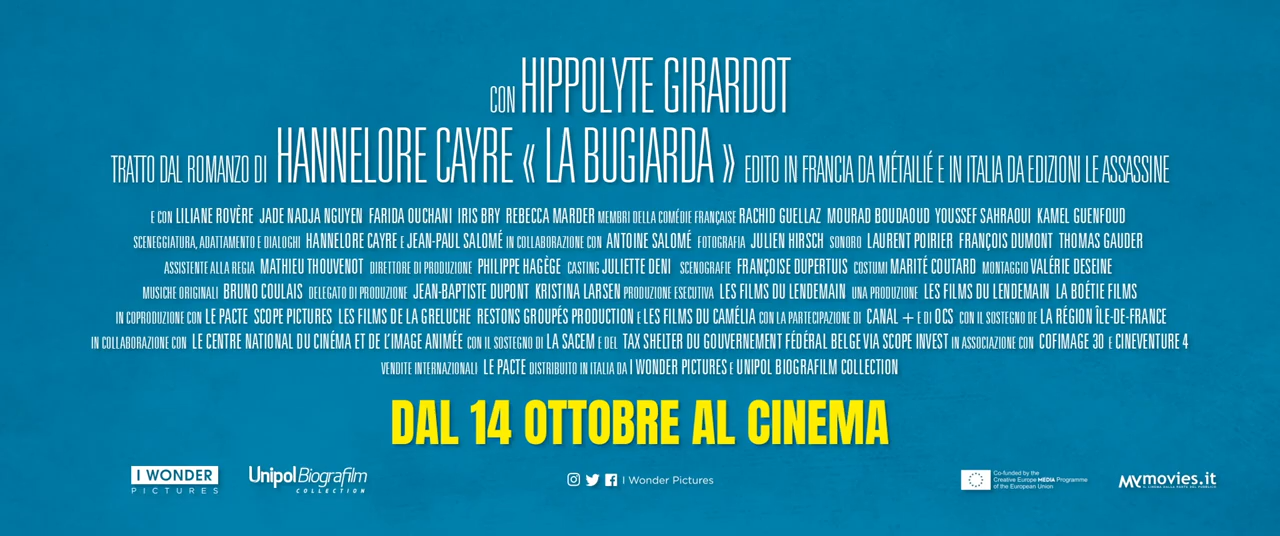 CON HIPPOLYTE GIRARDOT
TRATTO DAL ROMANZO DI HANNELORE CAYRE « LA BUGIARDA » EDITO IN FRANCIA DA MÉTAILIÉ E IN ITALIA DA EDIZIONI LE ASSASSINE
E CON LILIANE ROVÈRE JADE NADJA NGUYEN FARIDA OUCHANI IRIS BRY REBECCA MARDER MEMBRI DELLA COMÉDIE FRANÇAISE RACHID GUELLAZ MOURAD BOUDAOUD YOUSSEF SAHRAOUI KAMEL GUENFOUD
SCENEGGIATURA, ADATTAMENTO E DIALOGHI HANNELORE CAYRE E JEAN-PAUL SALOMÉ IN COLLABORAZIONE CON ANTOINE SALOMÉ FOTOGRAFIA JULIEN HIRSCH SONORO LAURENT POIRIER FRANÇOIS DUMONT THOMAS GAUDER
ASSISTENTE ALLA REGIA MATHIEU THOUVENOT DIRETTORE DI PRODUZIONE PHILIPPE HAGÈGE CASTING JULIETTE DENI SCENOGRAFIE FRANÇOISE DUPERTUIS COSTUMI MARITÉ COUTARD MONTAGGIO VALÉRIE DESEINE
MUSICHE ORIGINALI BRUNO COULAIS DELEGATO DI PRODUZIONE JEAN-BAPTISTE DUPONT KRISTINA LARSEN PRODUZIONE ESECUTIVA LES FILMS DU LENDEMAIN UNA PRODUZIONE LES FILMS DU LENDEMAIN LA BOÉTIE FILMS
IN COPRODUZIONE CON LE PACTE SCOPE PICTURES LES FILMS DE LA GRELUCHE RESTONS GROUPÉS PRODUCTION E LES FILMS DU CAMÉLIA CON LA PARTECIPAZIONE DI CANAL + E DI OCS CON IL SOSTEGNO DE LA RÉGION ÎLE-DE-FRANCE
IN COLLABORAZIONE CON LE CENTRE NATIONAL DU CINÉMA ET DE L'IMAGE ANIMÉE CON IL SOSTEGNO DI LA SACEM E DEL TAX SHELTER DU GOUVERNEMENT FÉDÉRAL BELGE VIA SCOPE INVEST IN ASSOCIAZIONE CON COFIMAGE 30 E CINEVENTURE 4
VENDITE INTERNAZIONALI LE PACTE DISTRIBUITO IN ITALIA DA I WONDER PICTURES E UNIPOL BIOGRAFILM COLLECTION
DAL 14 OTTOBRE AL CINEMA
I WONDER
PICTURES
Unipol Biografilm
COLLECTION
I Wonder Pictures
Co-funded by the
Creative Europe MEDIA Programme
of the European Union
MYmovies.it
IL CINEMA DALLA PARTE DEL PUBBLICO